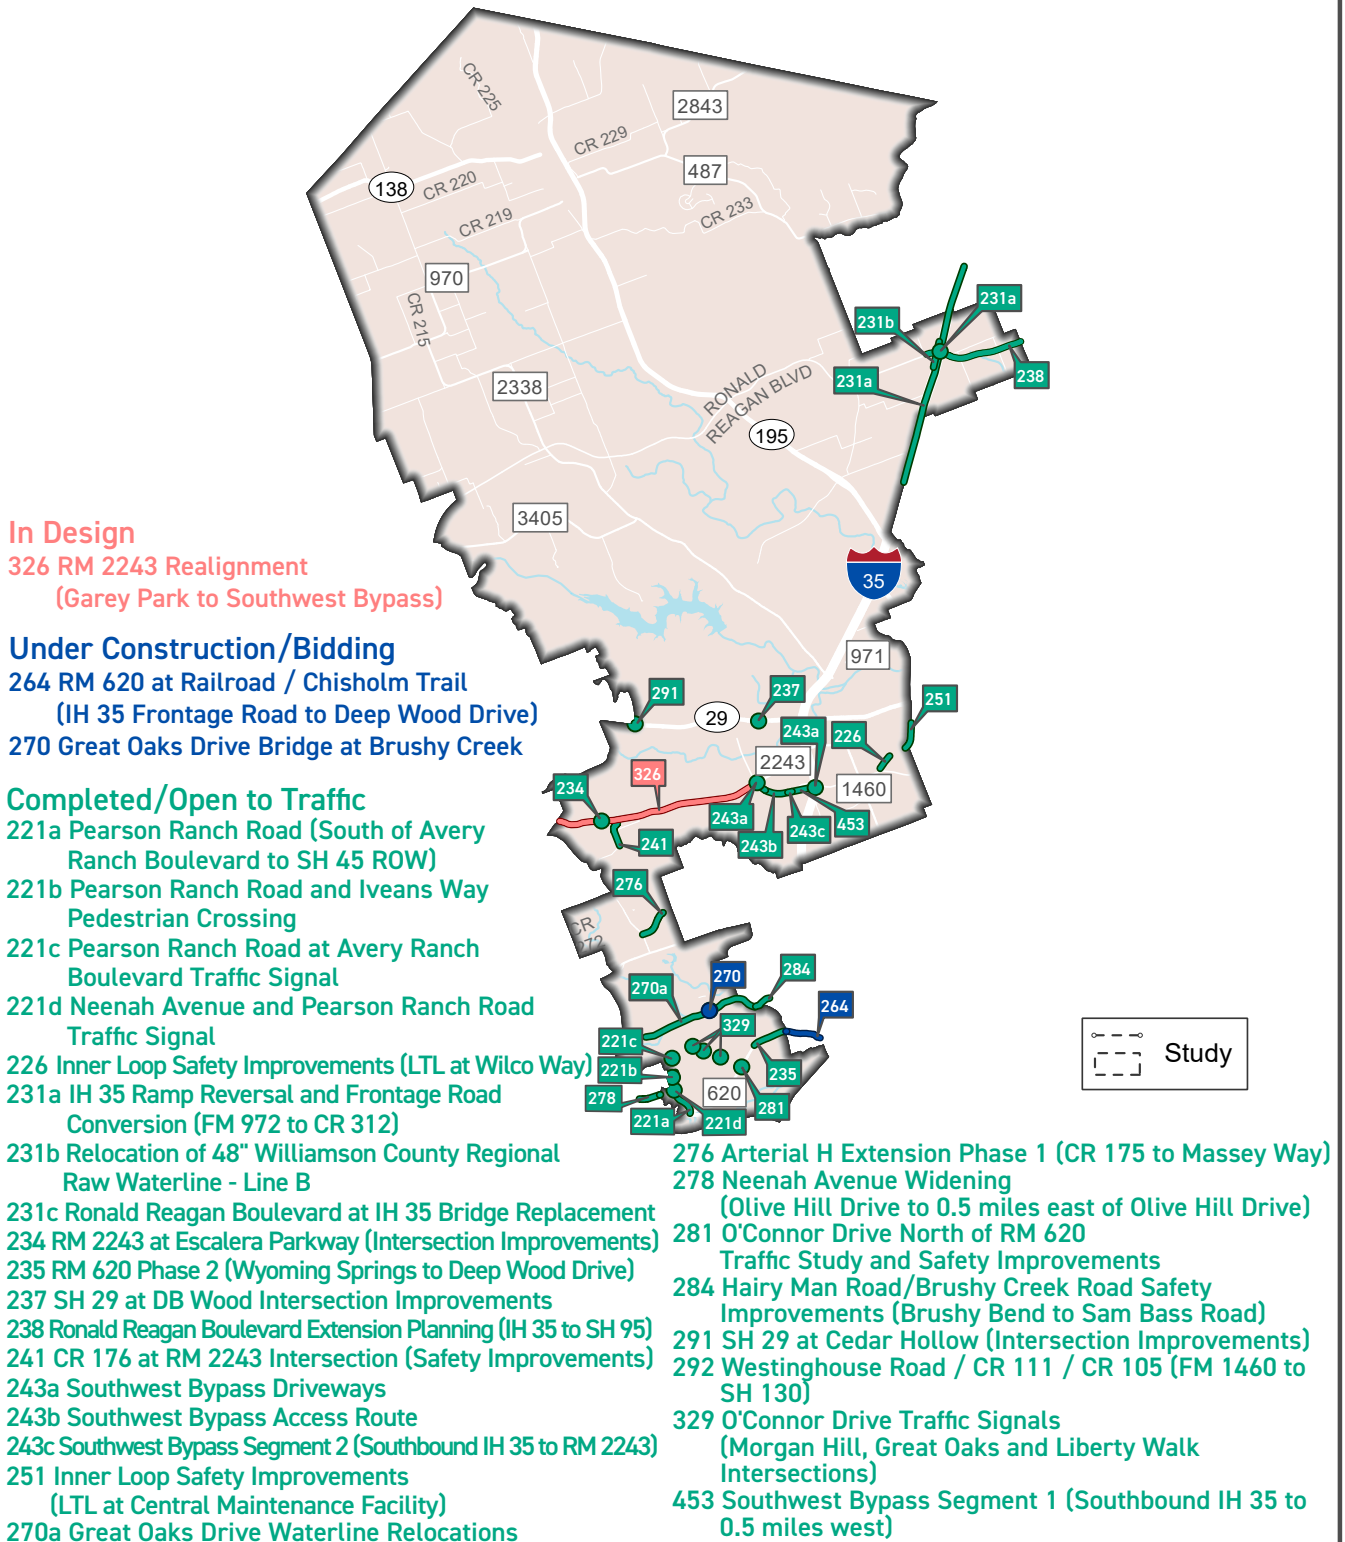 CR 225
2843
CR 229
487
138
CR 220
CR 233
CR 219
970
CR 215
231a
231b
231a
238
2338
RONALD
REAGAN BLVD
195
3405
35
971
In Design
326 RM 2243 Realignment
(Garey Park to Southwest Bypass)
Under Construction/Bidding
264 RM 620 at Railroad / Chisholm Trail
(IH 35 Frontage Road to Deep Wood Drive)
270 Great Oaks Drive Bridge at Brushy Creek
291
29
237
251
243a
226
2243
326
234
1460
243a
243b
243c
453
241
276
CR
272
270
284
270a
264
329
221c
221b
235
278
620
281
221a
221d
Study
Completed/Open to Traffic
221a Pearson Ranch Road (South of Avery
Ranch Boulevard to SH 45 ROW)
221b Pearson Ranch Road and Iveans Way
Pedestrian Crossing
221c Pearson Ranch Road at Avery Ranch
Boulevard Traffic Signal
221d Neenah Avenue and Pearson Ranch Road
Traffic Signal
226 Inner Loop Safety Improvements (LTL at Wilco Way)
231a IH 35 Ramp Reversal and Frontage Road
Conversion (FM 972 to CR 312)
231b Relocation of 48" Williamson County Regional
Raw Waterline - Line B
231c Ronald Reagan Boulevard at IH 35 Bridge Replacement
234 RM 2243 at Escalera Parkway (Intersection Improvements)
235 RM 620 Phase 2 (Wyoming Springs to Deep Wood Drive)
237 SH 29 at DB Wood Intersection Improvements
238 Ronald Reagan Boulevard Extension Planning (IH 35 to SH 95)
241 CR 176 at RM 2243 Intersection (Safety Improvements)
243a Southwest Bypass Driveways
243b Southwest Bypass Access Route
243c Southwest Bypass Segment 2 (Southbound IH 35 to RM 2243)
251 Inner Loop Safety Improvements
(LTL at Central Maintenance Facility)
270a Great Oaks Drive Waterline Relocations
276 Arterial H Extension Phase 1 (CR 175 to Massey Way)
278 Neenah Avenue Widening
(Olive Hill Drive to 0.5 miles east of Olive Hill Drive)
281 O'Connor Drive North of RM 620
Traffic Study and Safety Improvements
284 Hairy Man Road/Brushy Creek Road Safety
Improvements (Brushy Bend to Sam Bass Road)
291 SH 29 at Cedar Hollow (Intersection Improvements)
292 Westinghouse Road / CR 111 / CR 105 (FM 1460 to
SH 130)
329 O'Connor Drive Traffic Signals
(Morgan Hill, Great Oaks and Liberty Walk
Intersections)
453 Southwest Bypass Segment 1 (Southbound IH 35 to
0.5 miles west)